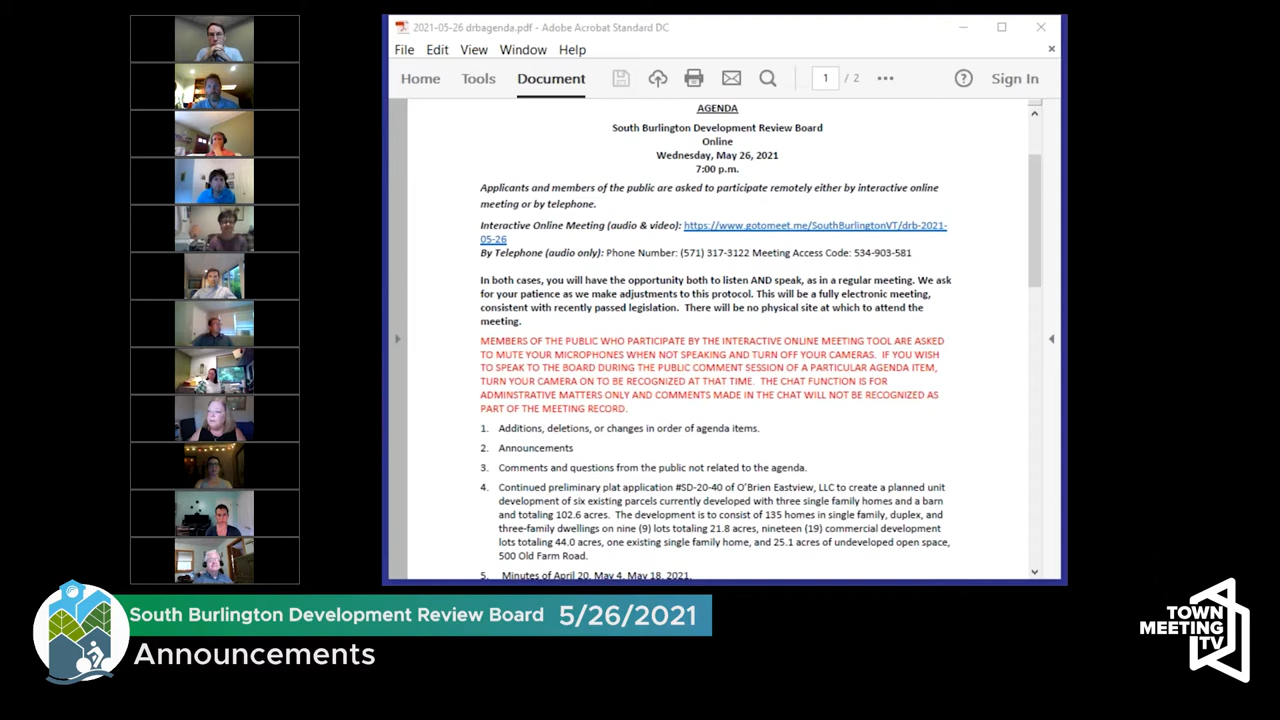 2021-05-26 drbagenda.pdf - Adobe Acrobat Standard DC
File Edit View Window Help
Home Tools Document 1 / 2 Sign In
AGENDA
South Burlington Development Review Board
Online
Wednesday, May 26, 2021
7:00 p.m.
Applicants and members of the public are asked to participate remotely either by interactive online
meeting or by telephone.
Interactive Online Meeting (audio & video): https://www.gotomeet.me/SouthBurlingtonVT/drb-2021-
05-26
By Telephone (audio only): Phone Number: (571) 317-3122 Meeting Access Code: 534-903-581
In both cases, you will have the opportunity both to listen AND speak, as in a regular meeting. We ask
for your patience as we make adjustments to this protocol. This will be a fully electronic meeting,
consistent with recently passed legislation. There will be no physical site at which to attend the
meeting.
MEMBERS OF THE PUBLIC WHO PARTICIPATE BY THE INTERACTIVE ONLINE MEETING TOOL ARE ASKED
TO MUTE YOUR MICROPHONES WHEN NOT SPEAKING AND TURN OFF YOUR CAMERAS. IF YOU WISH
TO SPEAK TO THE BOARD DURING THE PUBLIC COMMENT SESSION OF A PARTICULAR AGENDA ITEM,
TURN YOUR CAMERA ON TO BE RECOGNIZED AT THAT TIME. THE CHAT FUNCTION IS FOR
ADMINSTRATIVE MATTERS ONLY AND COMMENTS MADE IN THE CHAT WILL NOT BE RECOGNIZED AS
PART OF THE MEETING RECORD.
1. Additions, deletions, or changes in order of agenda items.
2. Announcements
3. Comments and questions from the public not related to the agenda.
4. Continued preliminary plat application #SD-20-40 of O'Brien Eastview, LLC to create a planned unit
development of six existing parcels currently developed with three single family homes and a barn
and totaling 102.6 acres. The development is to consist of 135 homes in single family, duplex, and
three-family dwellings on nine (9) lots totaling 21.8 acres, nineteen (19) commercial development
lots totaling 44.0 acres, one existing single family home, and 25.1 acres of undeveloped open space,
500 Old Farm Road.
5. Minutes of April 20, May 4, May 18, 2021.
South Burlington Development Review Board 5/26/2021
Announcements
TOWN
MEETING
TV